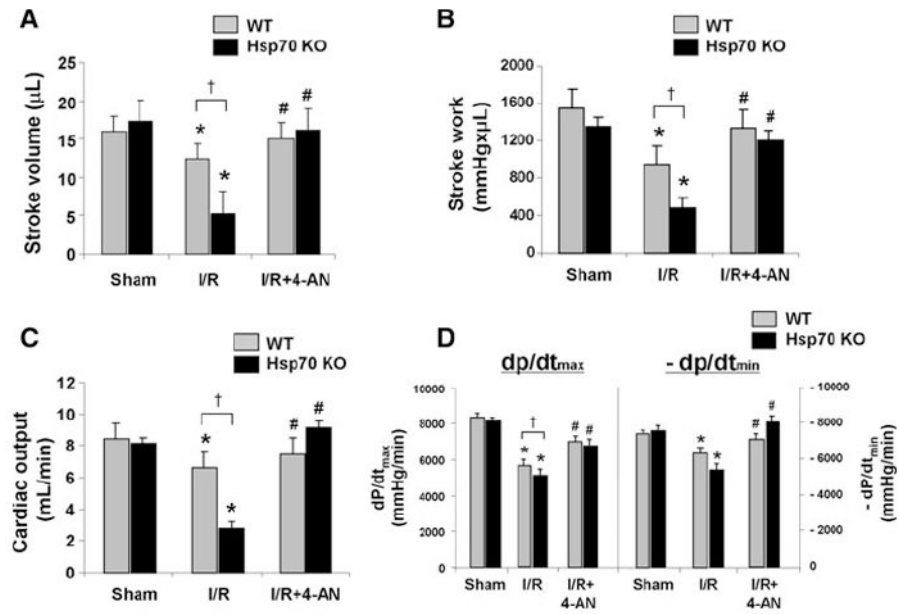 A
WT
Hsp70 KO
Stroke volume (μL)
25
20
15
10
5
0
†
*
*
#
#
Sham
I/R
I/R+4-AN
B
WT
Hsp70 KO
Stroke work
(mmHgxμL)
2000
1600
1200
800
400
0
†
*
*
#
#
Sham
I/R
I/R+4-AN
C
WT
Hsp70 KO
Cardiac output
(mL/min)
12
10
8
6
4
2
0
†
*
*
#
#
Sham
I/R
I/R+4-AN
D
WT
Hsp70 KO
dp/dtmax
- dp/dtmin
dP/dtmax
(mmHg/min)
10000
8000
6000
4000
2000
0
†
*
*
#
#
*
*
#
#
- 10000
- 8000
- 6000
- 4000
- 2000
0
- dP/dtmin
(mmHg/min)
Sham
I/R
I/R+
4-AN
Sham
I/R
I/R+
4-AN